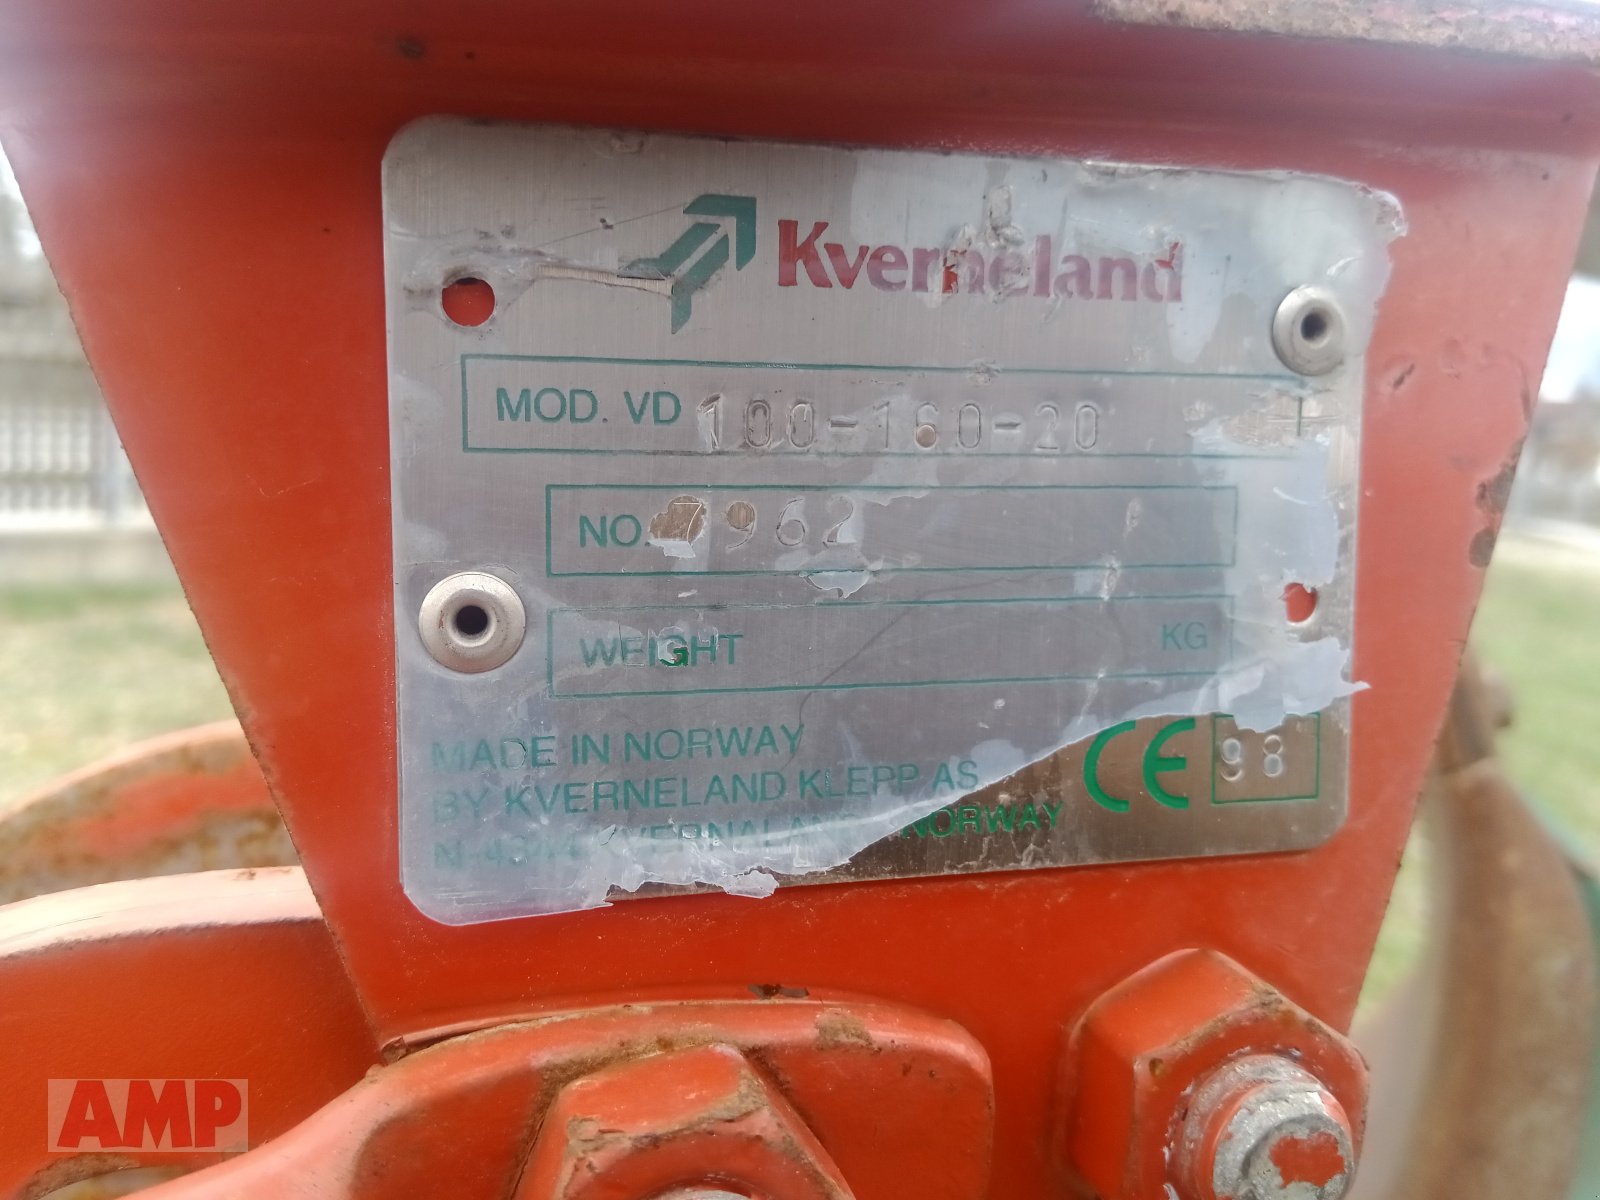 Kverneland
MOD. VD 100-160-20
NO. 7962
WEIGHT KG
MADE IN NORWAY
BY KVERNELAND KLEPP AS
NORWAY
CE 98
AMP